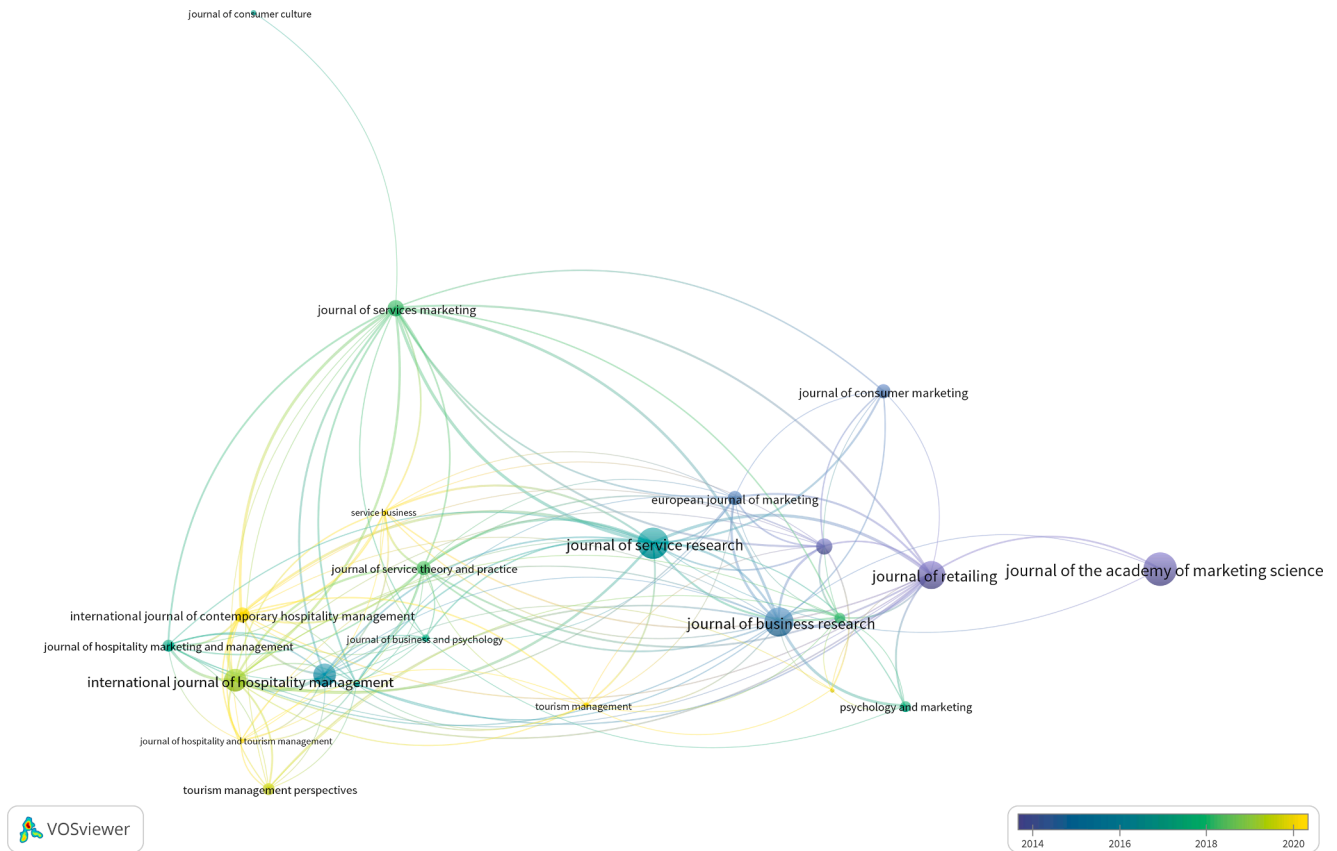 journal of consumer culture
journal of services marketing
journal of consumer marketing
european journal of marketing
service business
journal of service research
journal of service theory and practice
journal of the academy of marketing science
journal of retailing
international journal of contemporary hospitality management
journal of business research
journal of business and psychology
journal of hospitality marketing and management
international journal of hospitality management
tourism management
psychology and marketing
journal of hospitality and tourism management
tourism management perspectives
VOSviewer
2014 2016 2018 2020